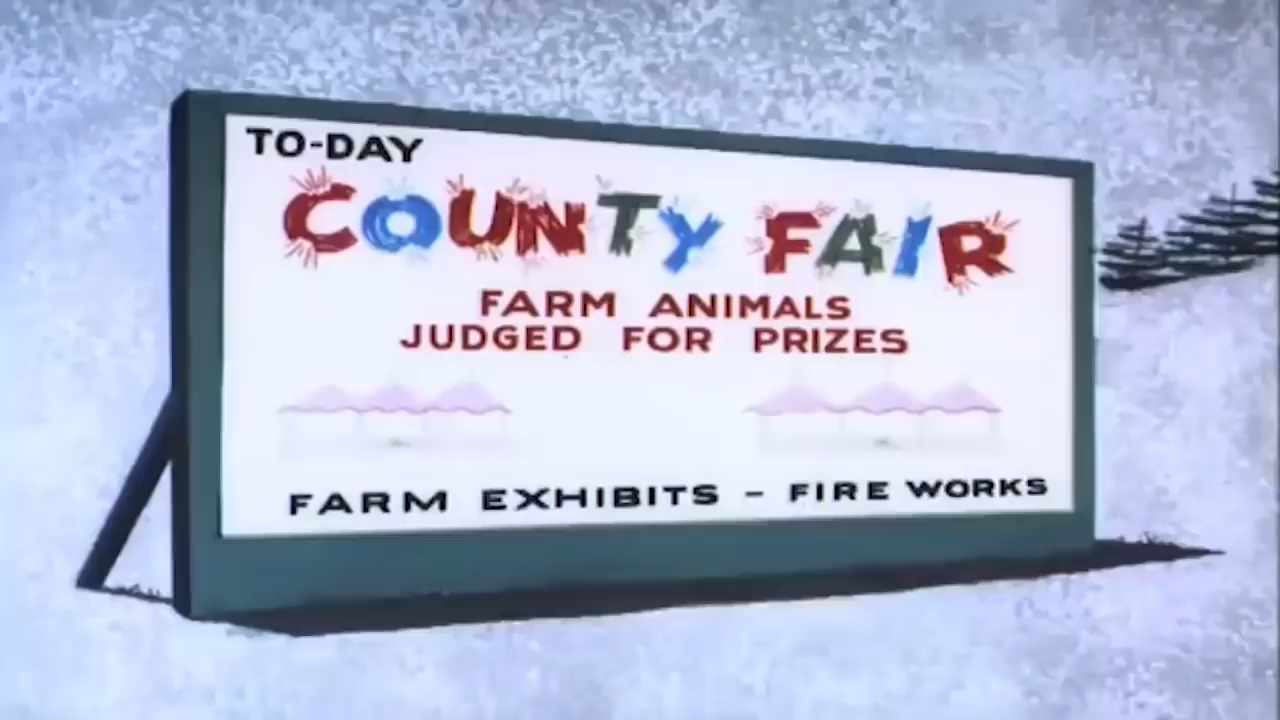 TO-DAY
COUNTY FAIR
FARM ANIMALS
JUDGED FOR PRIZES
FARM EXHIBITS - FIRE WORKS